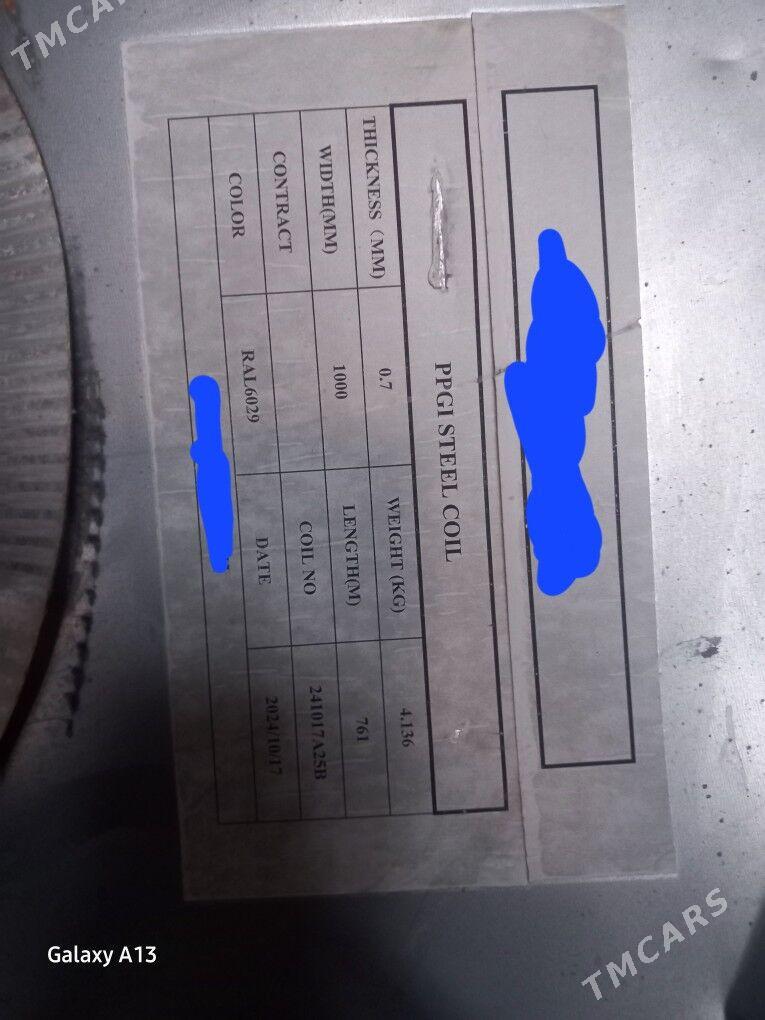 TMCARS
PPGI STEEL COIL
THICKNESS (MM) 0.7 WEIGHT (KG) 4.136
WIDTH(MM) 1000 LENGTH(M) 761
CONTRACT COIL NO 241017A25B
COLOR RAL6029 DATE 2024/10/17
Galaxy A13
TMCARS